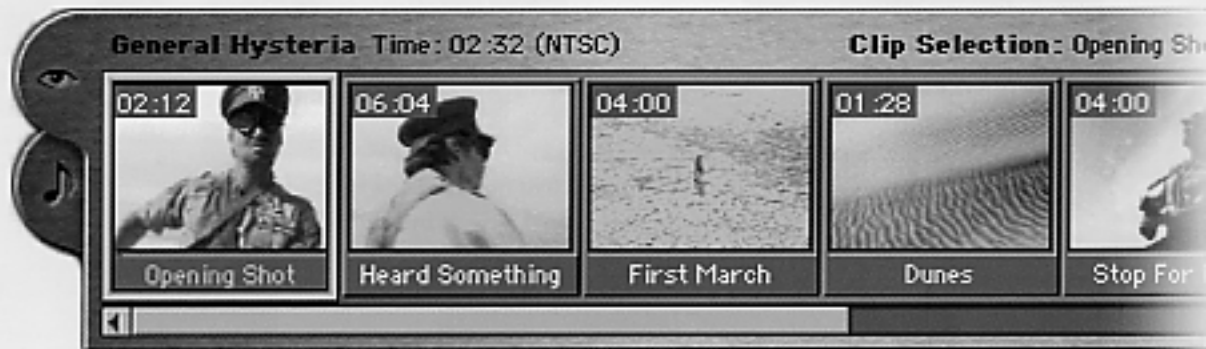 General Hysteria Time: 02:32 (NTSC) Clip Selection: Opening
02:12 06:04 04:00 01:28 04:00
Opening Shot Heard Something First March Dunes Stop For